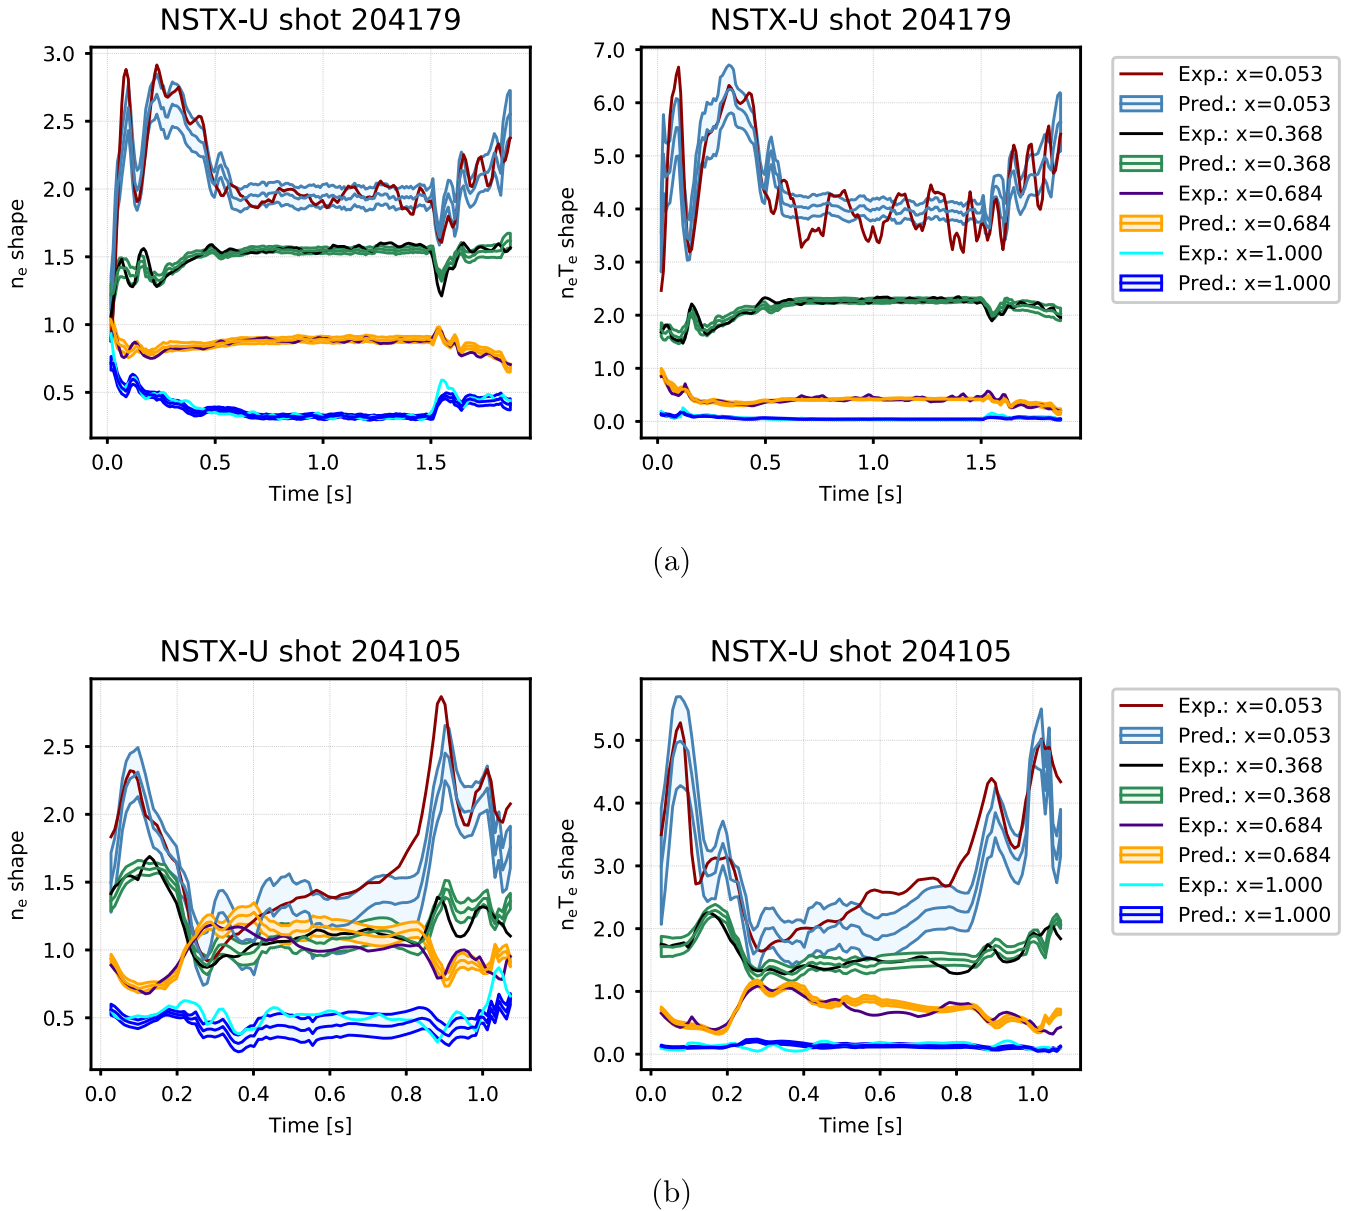 NSTX-U shot 204179
NSTX-U shot 204179
3.0
2.5
2.0
1.5
1.0
0.5
nₑ shape
0.0 0.5 1.0 1.5
Time [s]
7.0
6.0
5.0
4.0
3.0
2.0
1.0
0.0
nₑTₑ shape
0.0 0.5 1.0 1.5
Time [s]
Exp.: x=0.053
Pred.: x=0.053
Exp.: x=0.368
Pred.: x=0.368
Exp.: x=0.684
Pred.: x=0.684
Exp.: x=1.000
Pred.: x=1.000
(a)
NSTX-U shot 204105
NSTX-U shot 204105
2.5
2.0
1.5
1.0
0.5
nₑ shape
0.0 0.2 0.4 0.6 0.8 1.0
Time [s]
5.0
4.0
3.0
2.0
1.0
0.0
nₑTₑ shape
0.0 0.2 0.4 0.6 0.8 1.0
Time [s]
Exp.: x=0.053
Pred.: x=0.053
Exp.: x=0.368
Pred.: x=0.368
Exp.: x=0.684
Pred.: x=0.684
Exp.: x=1.000
Pred.: x=1.000
(b)